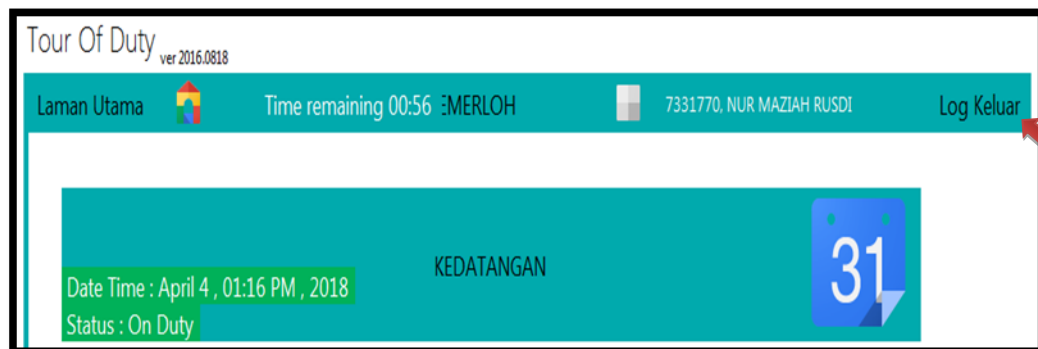 Tour Of Duty ver 2016.0818
Laman Utama Time remaining 00:56 EMERLOH 7331770, NUR MAZIAH RUSDI Log Keluar
31
KEDATANGAN
Date Time : April 4 , 01:16 PM , 2018
Status : On Duty